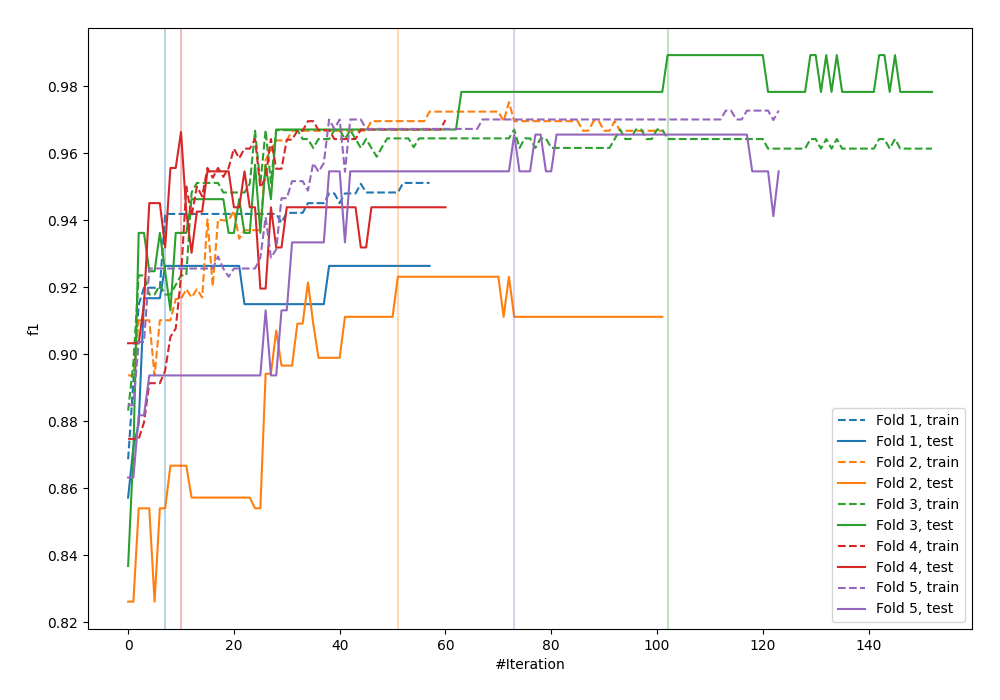 0.98
0.96
0.94
0.92
0.90
0.88
0.86
0.84
0.82
f1
0 20 40 60 80 100 120 140
#Iteration
Fold 1, train
Fold 1, test
Fold 2, train
Fold 2, test
Fold 3, train
Fold 3, test
Fold 4, train
Fold 4, test
Fold 5, train
Fold 5, test